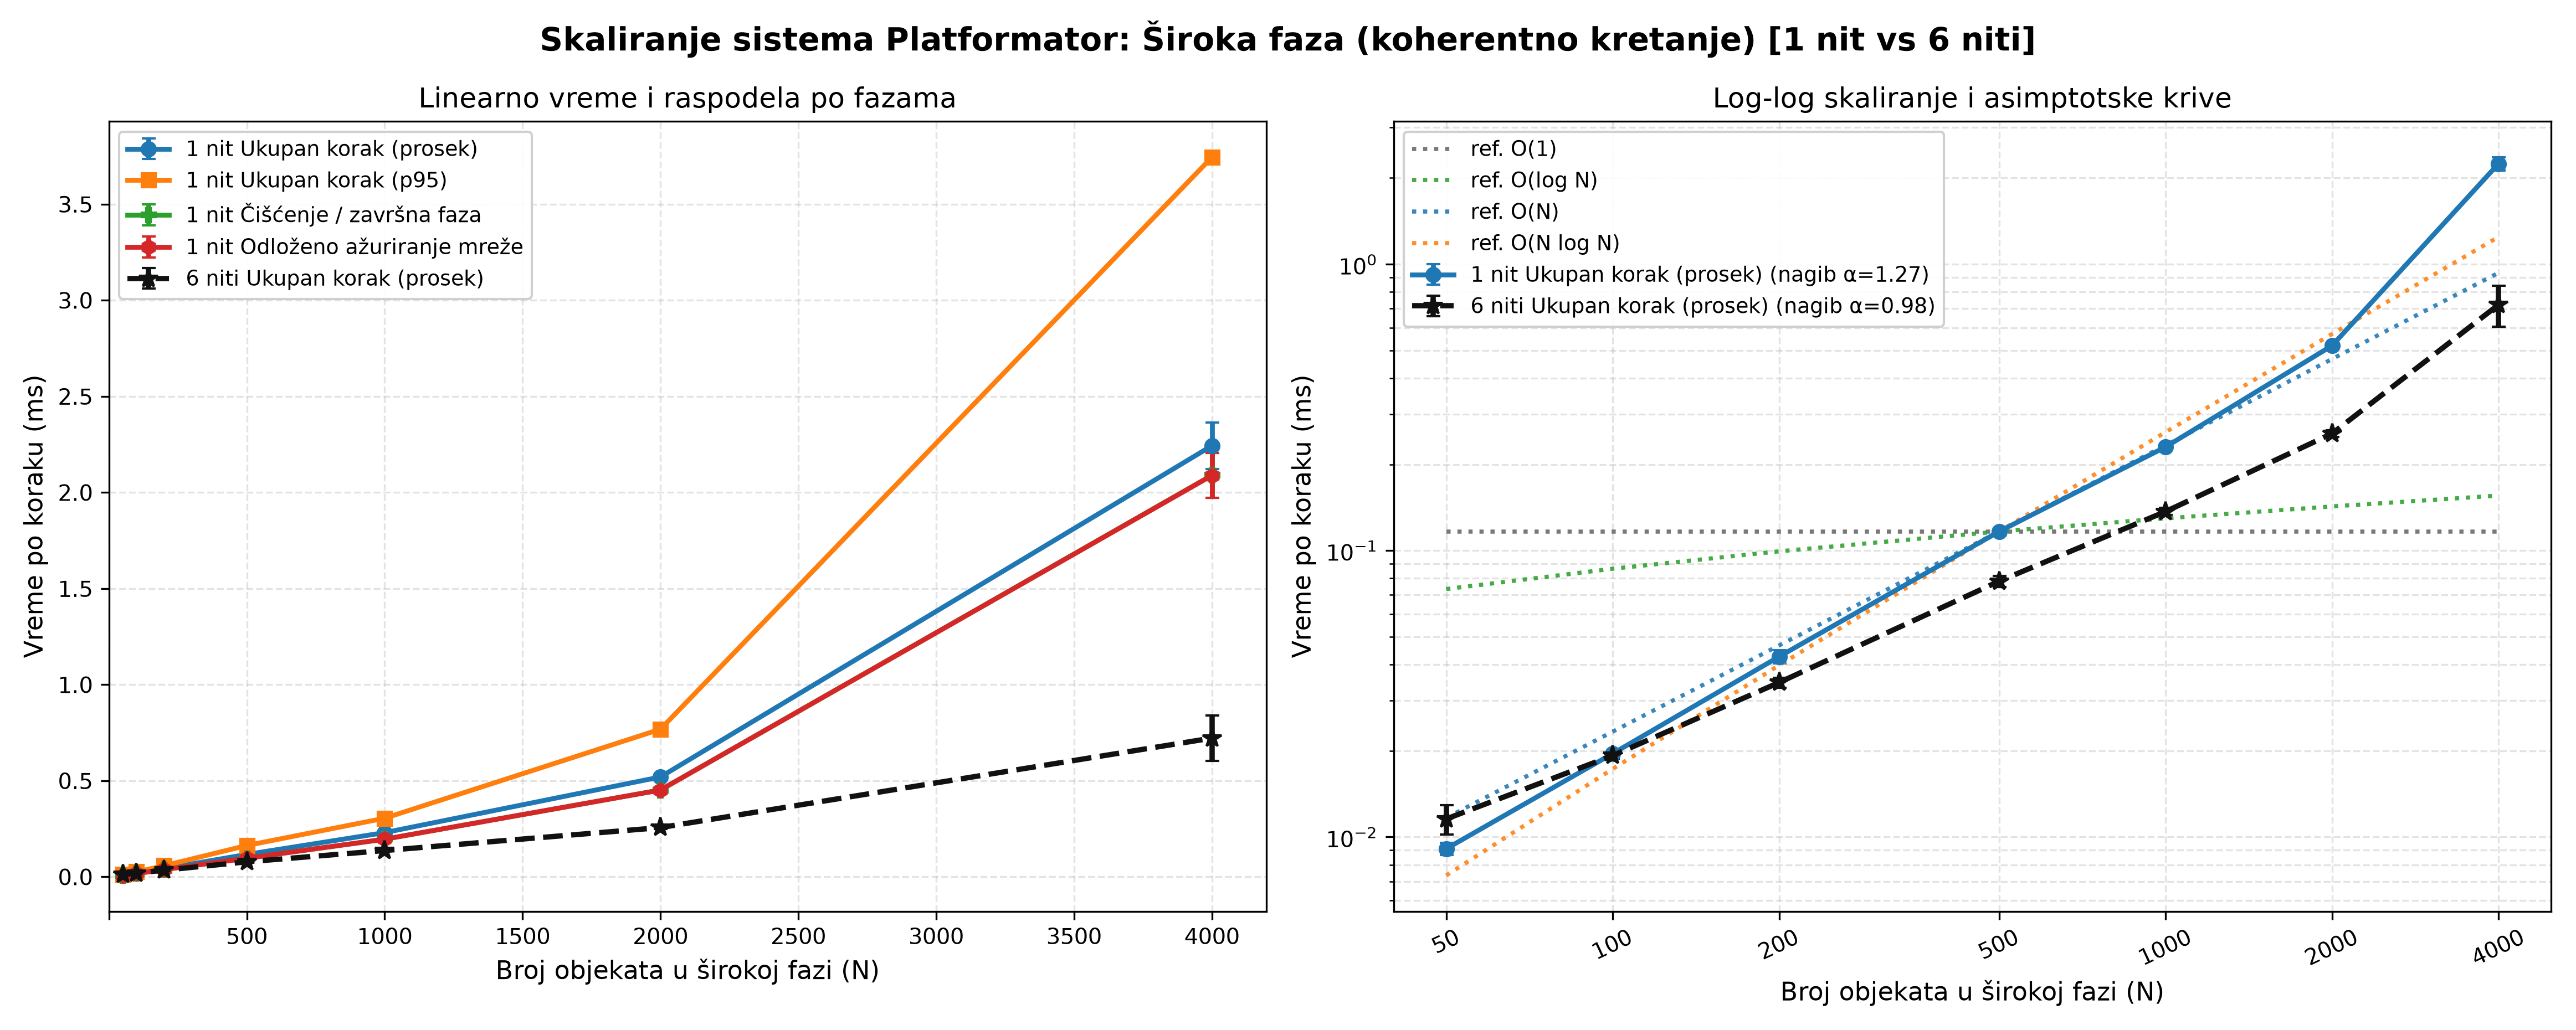 Skaliranje sistema Platformator: Široka faza (koherentno kretanje) [1 nit vs 6 niti]
Linearno vreme i raspodela po fazama
1 nit Ukupan korak (prosek)
1 nit Ukupan korak (p95)
1 nit Čišćenje / završna faza
1 nit Odloženo ažuriranje mreže
6 niti Ukupan korak (prosek)
Vreme po koraku (ms)
3.5
3.0
2.5
2.0
1.5
1.0
0.5
0.0
500 1000 1500 2000 2500 3000 3500 4000
Broj objekata u širokoj fazi (N)
Log-log skaliranje i asimptotske krive
ref. O(1)
ref. O(log N)
ref. O(N)
ref. O(N log N)
1 nit Ukupan korak (prosek) (nagib α=1.27)
6 niti Ukupan korak (prosek) (nagib α=0.98)
Vreme po koraku (ms)
10⁰
10⁻¹
10⁻²
50 100 200 500 1000 2000 4000
Broj objekata u širokoj fazi (N)